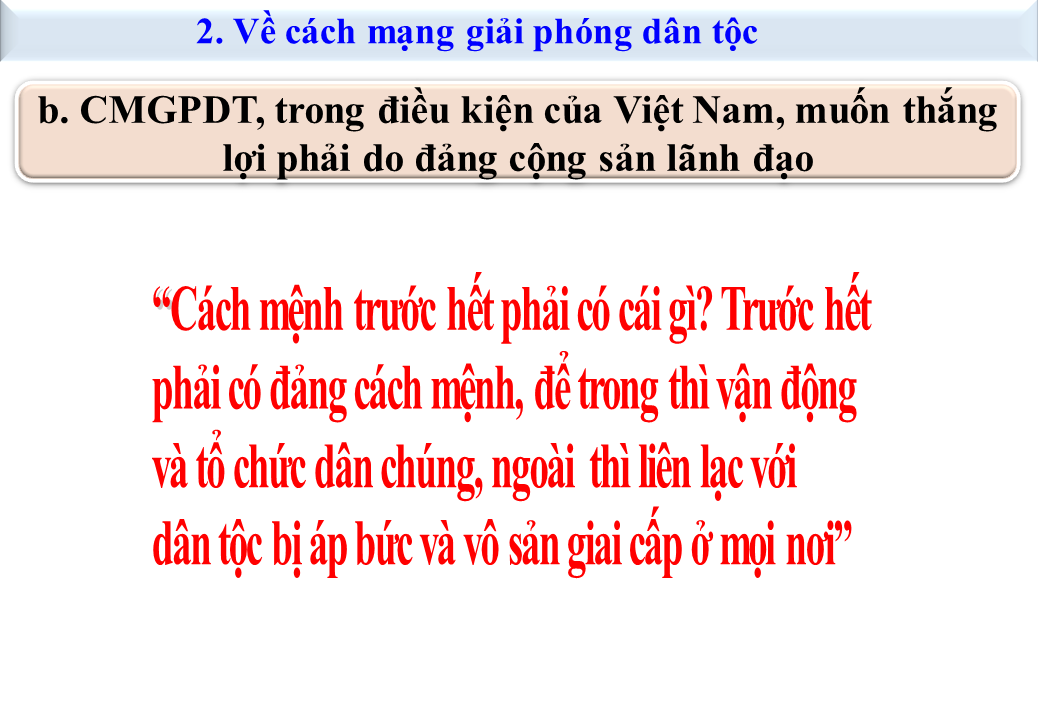 2. Về cách mạng giải phóng dân tộc
b. CMGPDT, trong điều kiện của Việt Nam, muốn thắng
lợi phải do đảng cộng sản lãnh đạo
“Cách mệnh trước hết phải có cái gì? Trước hết
phải có đảng cách mệnh, để trong thì vận động
và tổ chức dân chúng, ngoài thì liên lạc với
dân tộc bị áp bức và vô sản giai cấp ở mọi nơi”